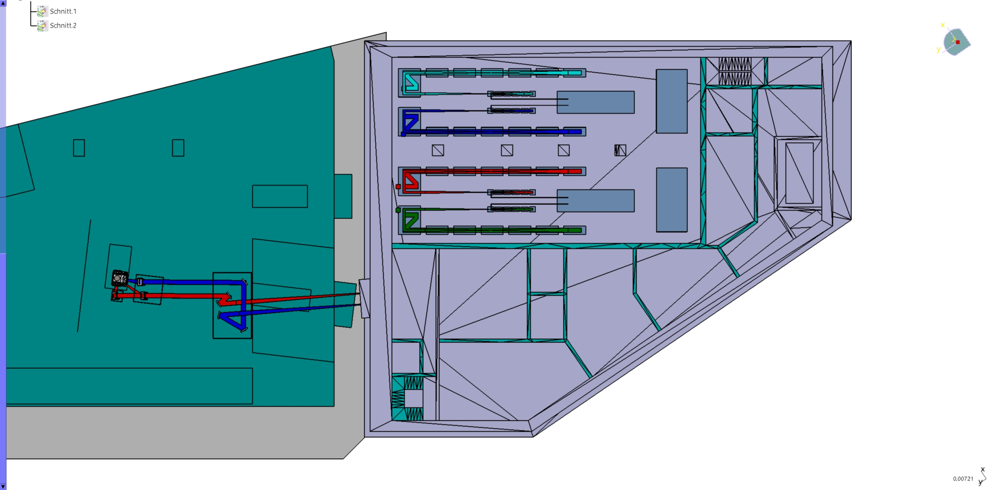 Schnitt.1
Schnitt.2
x
z
y
x
0,00721
y